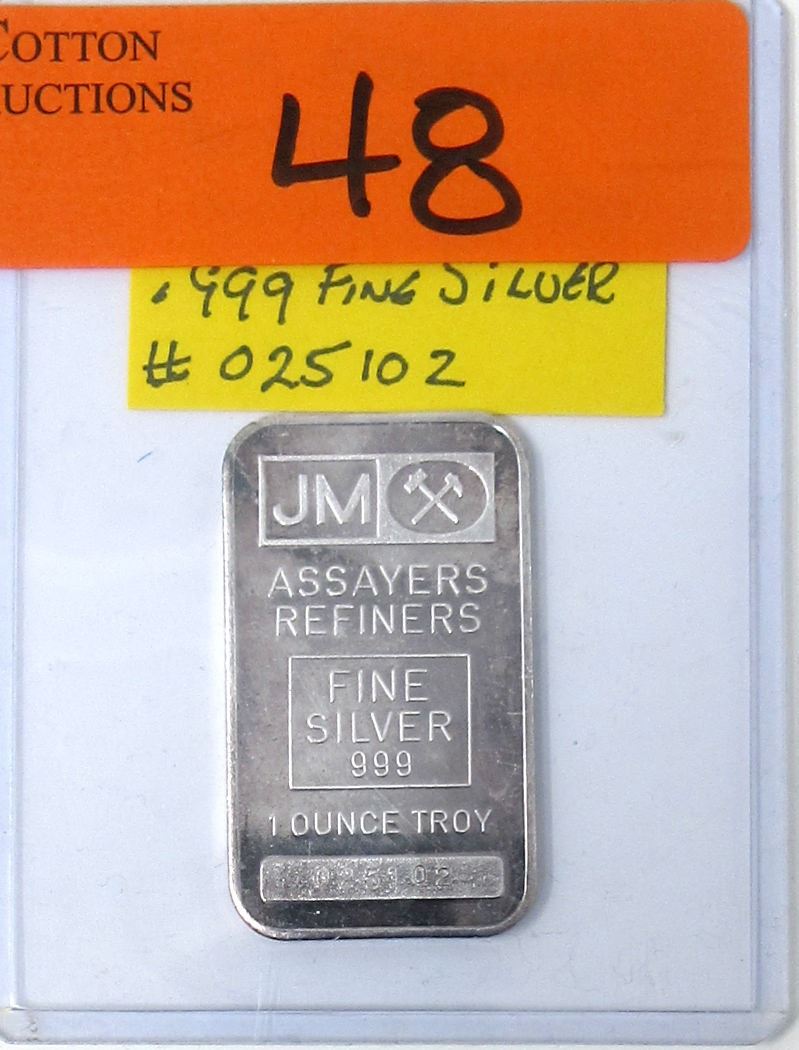 COTTON
UCTIONS
48
.999 FINE SILVER
# 025102
JM
ASSAYERS
REFINERS
FINE
SILVER
999
1 OUNCE TROY
025102